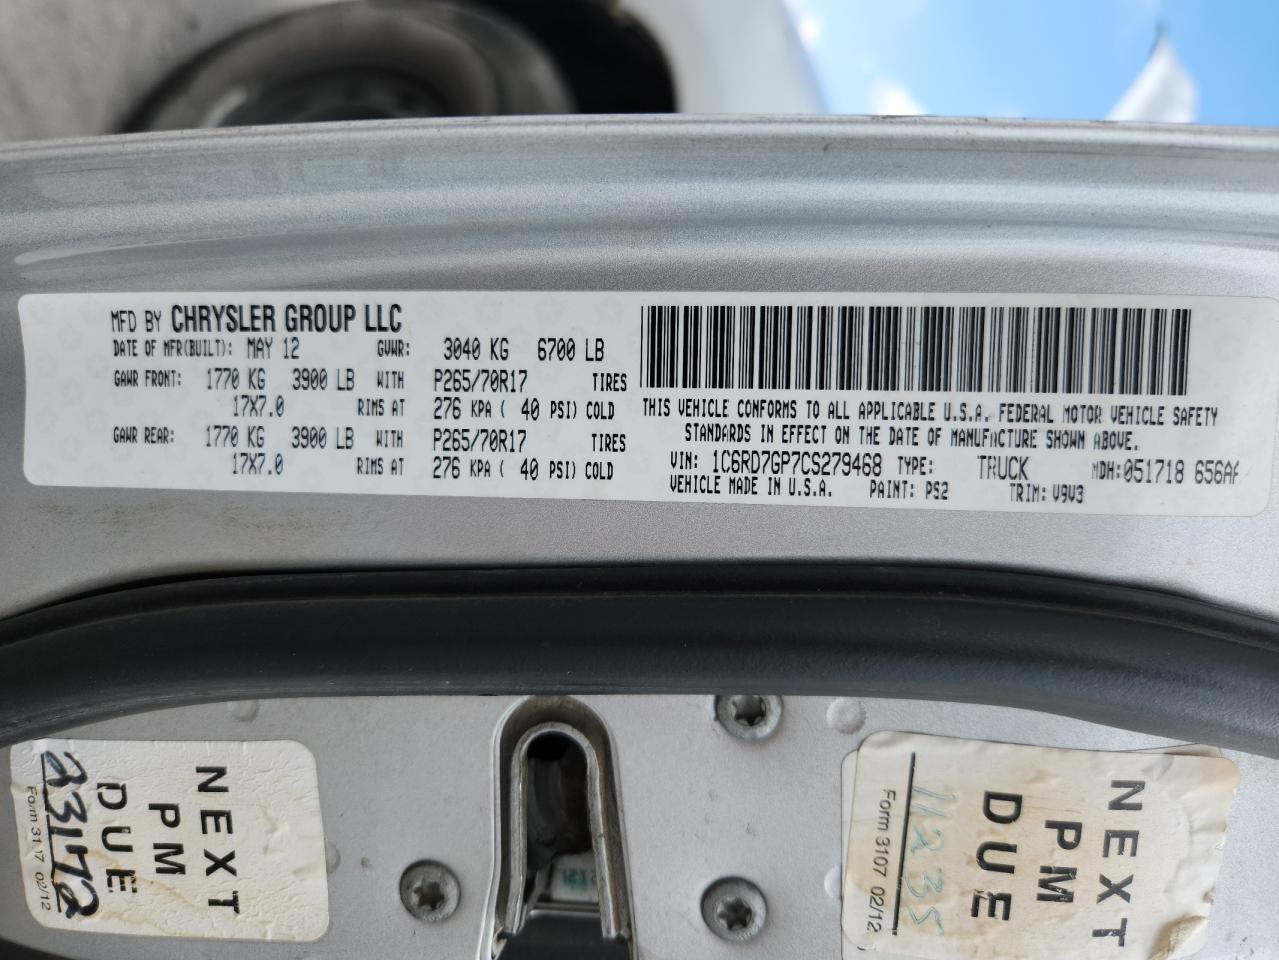 MFD BY CHRYSLER GROUP LLC
DATE OF MFR(BUILT): MAY 12 GVWR: 3040 KG 6700 LB
GAWR FRONT: 1770 KG 3900 LB WITH P265/70R17 TIRES
17X7.0 RIMS AT 276 KPA ( 40 PSI) COLD
GAWR REAR: 1770 KG 3900 LB WITH P265/70R17 TIRES
17X7.0 RIMS AT 276 KPA ( 40 PSI) COLD
THIS VEHICLE CONFORMS TO ALL APPLICABLE U.S.A. FEDERAL MOTOR VEHICLE SAFETY
STANDARDS IN EFFECT ON THE DATE OF MANUFACTURE SHOWN ABOVE.
VIN: 1C6RD7GP7CS279468 TYPE: TRUCK MDH:051718 656AA
VEHICLE MADE IN U.S.A. PAINT: PS2 TRIM: V9V3
NEXT
PM
DUE
23172
Form 3117 02/12
NEXT
PM
DUE
11235
Form 3107 02/12